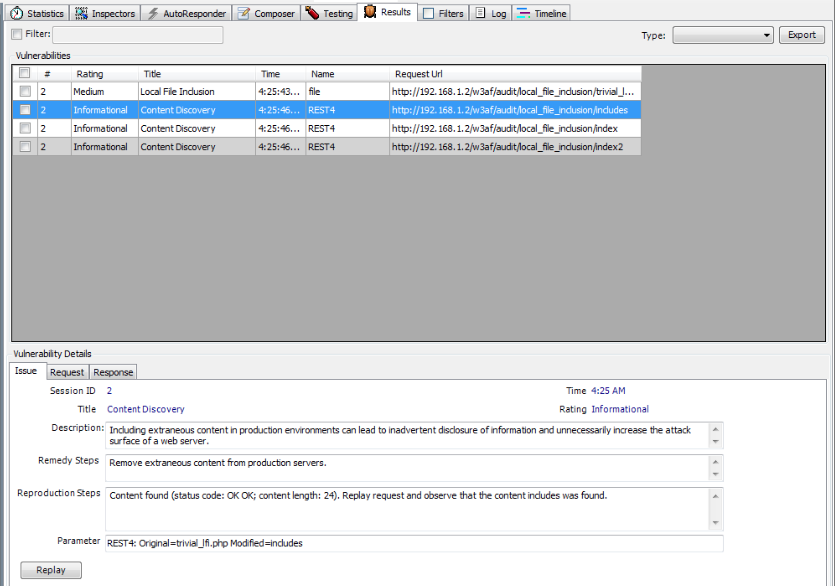 Statistics Inspectors AutoResponder Composer Testing Results Filters Log Timeline
Filter: Type: Export
Vulnerabilities
# Rating Title Time Name Request Url
2 Medium Local File Inclusion 4:25:43... file http://192.168.1.2/w3af/audit/local_file_inclusion/trivial_l...
2 Informational Content Discovery 4:25:46... REST4 http://192.168.1.2/w3af/audit/local_file_inclusion/includes
2 Informational Content Discovery 4:25:46... REST4 http://192.168.1.2/w3af/audit/local_file_inclusion/index
2 Informational Content Discovery 4:25:46... REST4 http://192.168.1.2/w3af/audit/local_file_inclusion/index2
Vulnerability Details
Issue Request Response
Session ID 2 Time 4:25 AM
Title Content Discovery Rating Informational
Description: Including extraneous content in production environments can lead to inadvertent disclosure of information and unnecessarily increase the attack
surface of a web server.
Remedy Steps Remove extraneous content from production servers.
Reproduction Steps Content found (status code: OK OK; content length: 24). Replay request and observe that the content includes was found.
Parameter REST4: Original=trivial_lfi.php Modified=includes
Replay